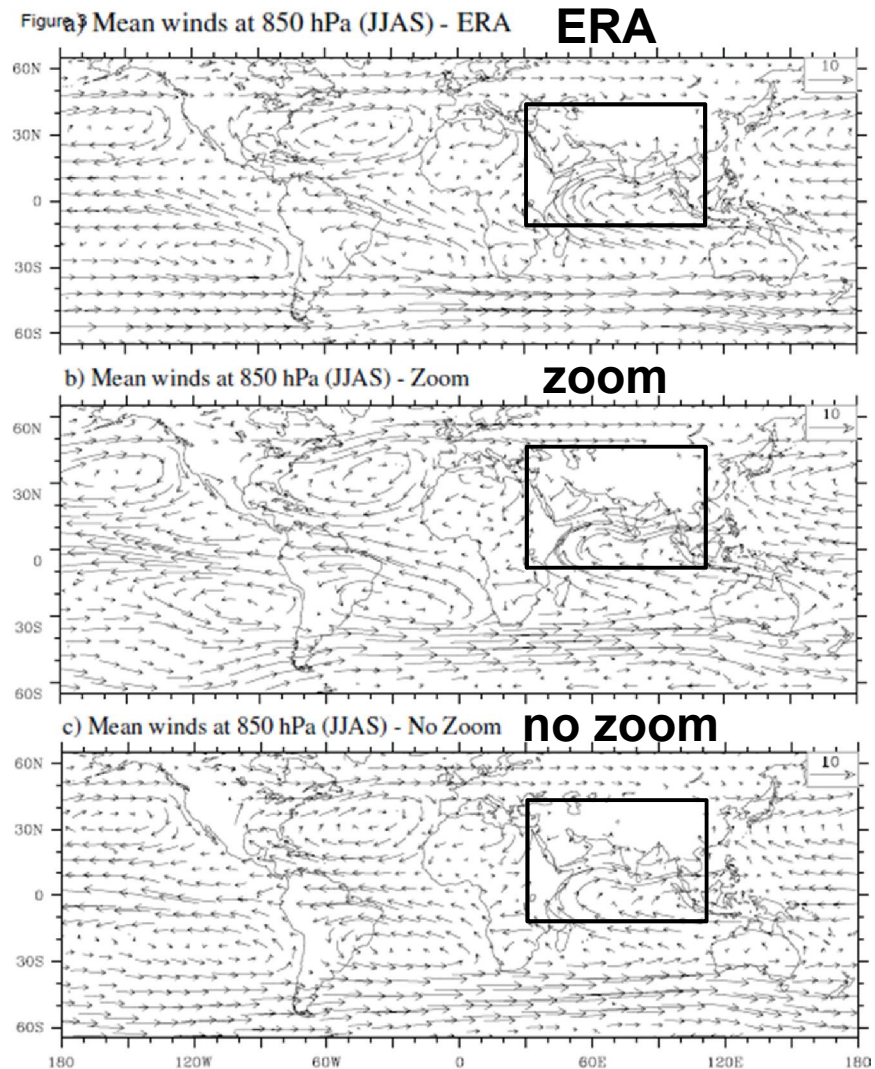 Figure 3
a) Mean winds at 850 hPa (JJAS) - ERA
ERA
60N
30N
0
30S
60S
10
b) Mean winds at 850 hPa (JJAS) - Zoom
zoom
60N
30N
0
30S
60S
10
c) Mean winds at 850 hPa (JJAS) - No Zoom
no zoom
60N
30N
0
30S
60S
10
180 120W 60W 0 60E 120E 180